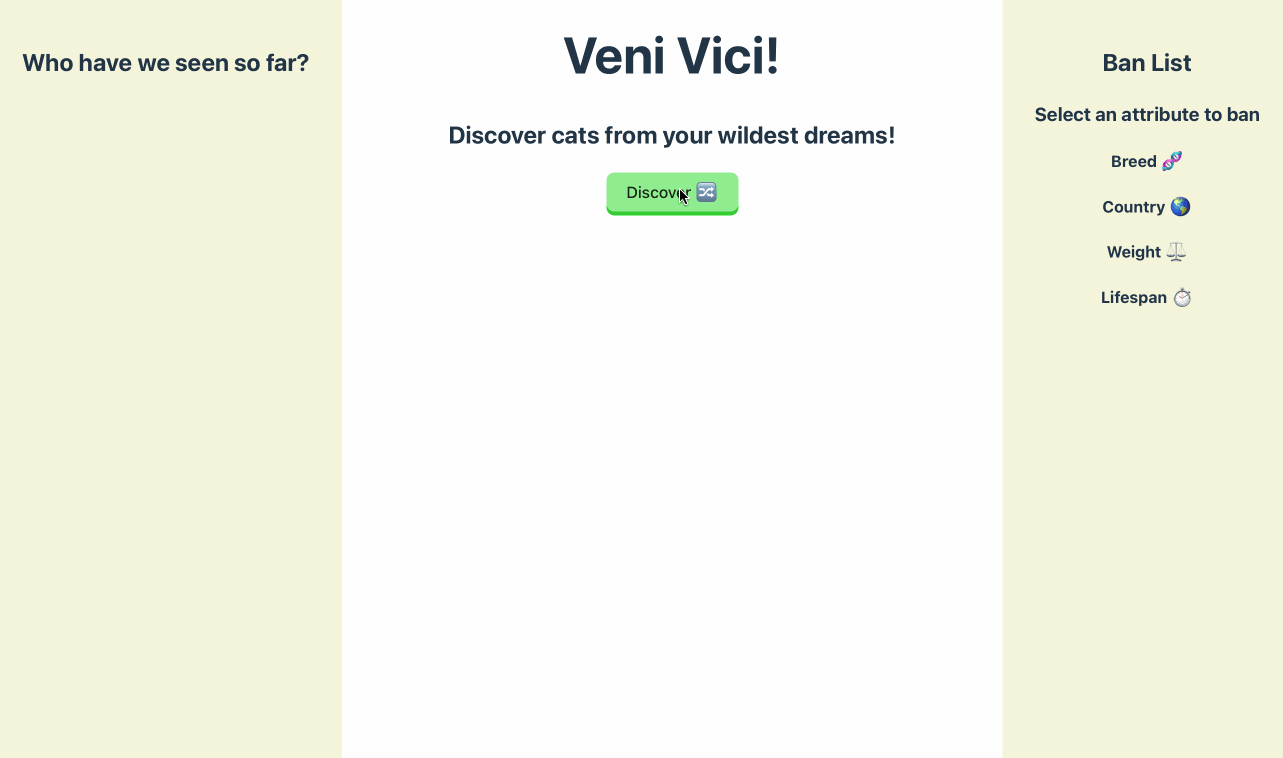 Who have we seen so far?
Veni Vici!
Discover cats from your wildest dreams!
Discover 🔀
Ban List
Select an attribute to ban
Breed 🧬
Country 🌎
Weight ⚖️
Lifespan ⏱️